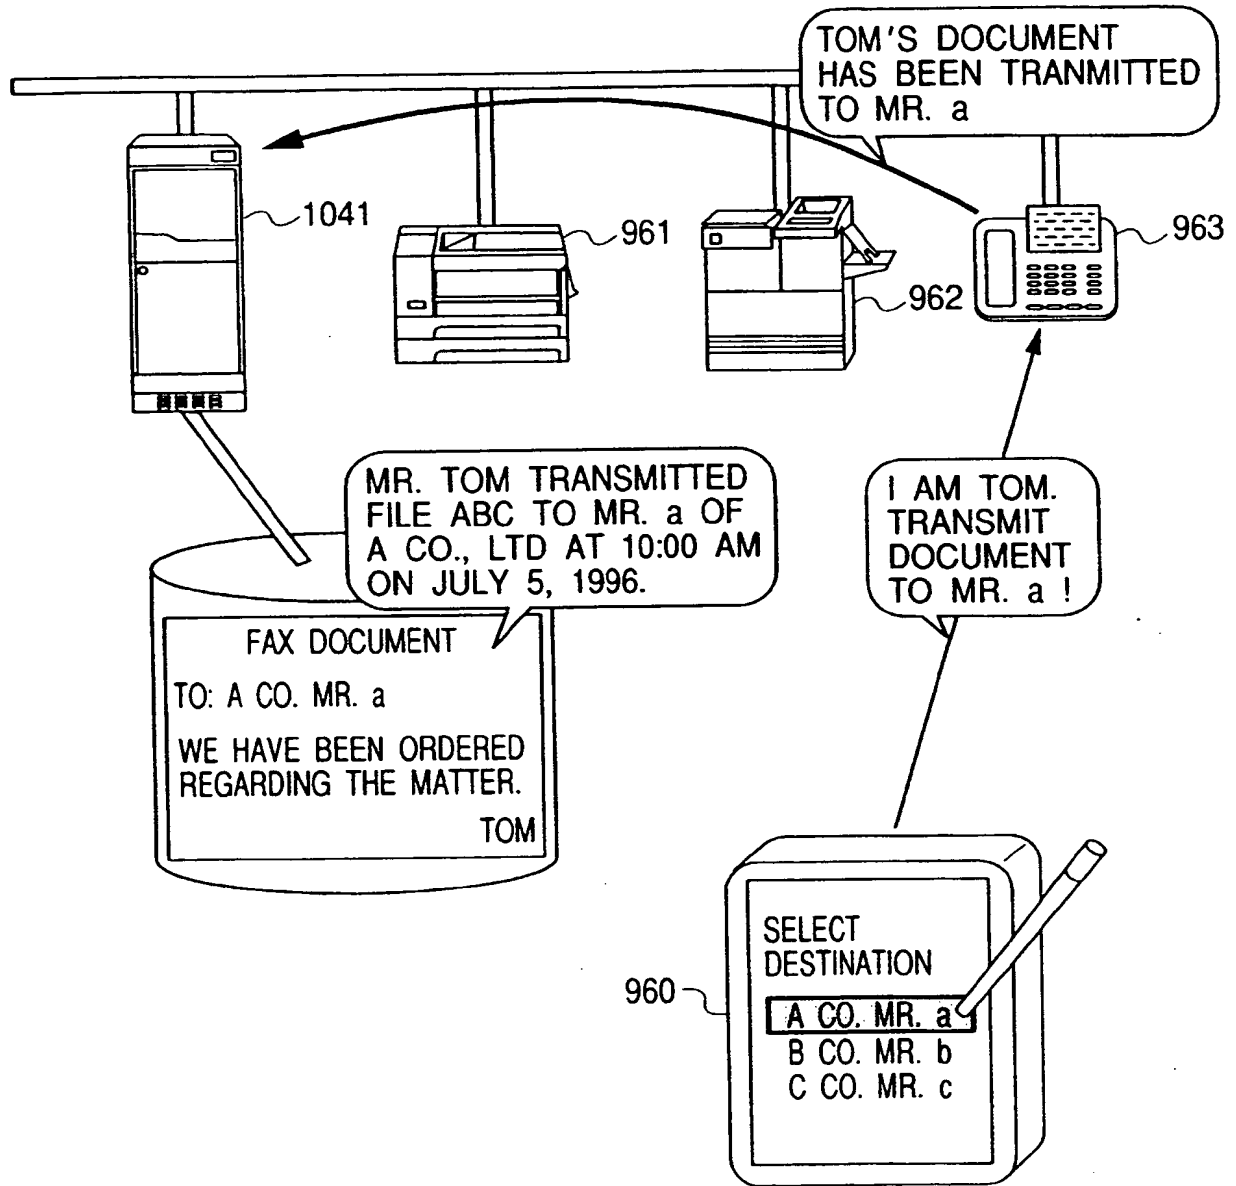 TOM'S DOCUMENT
HAS BEEN TRANMITTED
TO MR. a
1041
961
962
963
MR. TOM TRANSMITTED
FILE ABC TO MR. a OF
A CO., LTD AT 10:00 AM
ON JULY 5, 1996.
I AM TOM.
TRANSMIT
DOCUMENT
TO MR. a !
FAX DOCUMENT
TO: A CO. MR. a
WE HAVE BEEN ORDERED
REGARDING THE MATTER.
TOM
960
SELECT
DESTINATION
A CO. MR. a
B CO. MR. b
C CO. MR. c